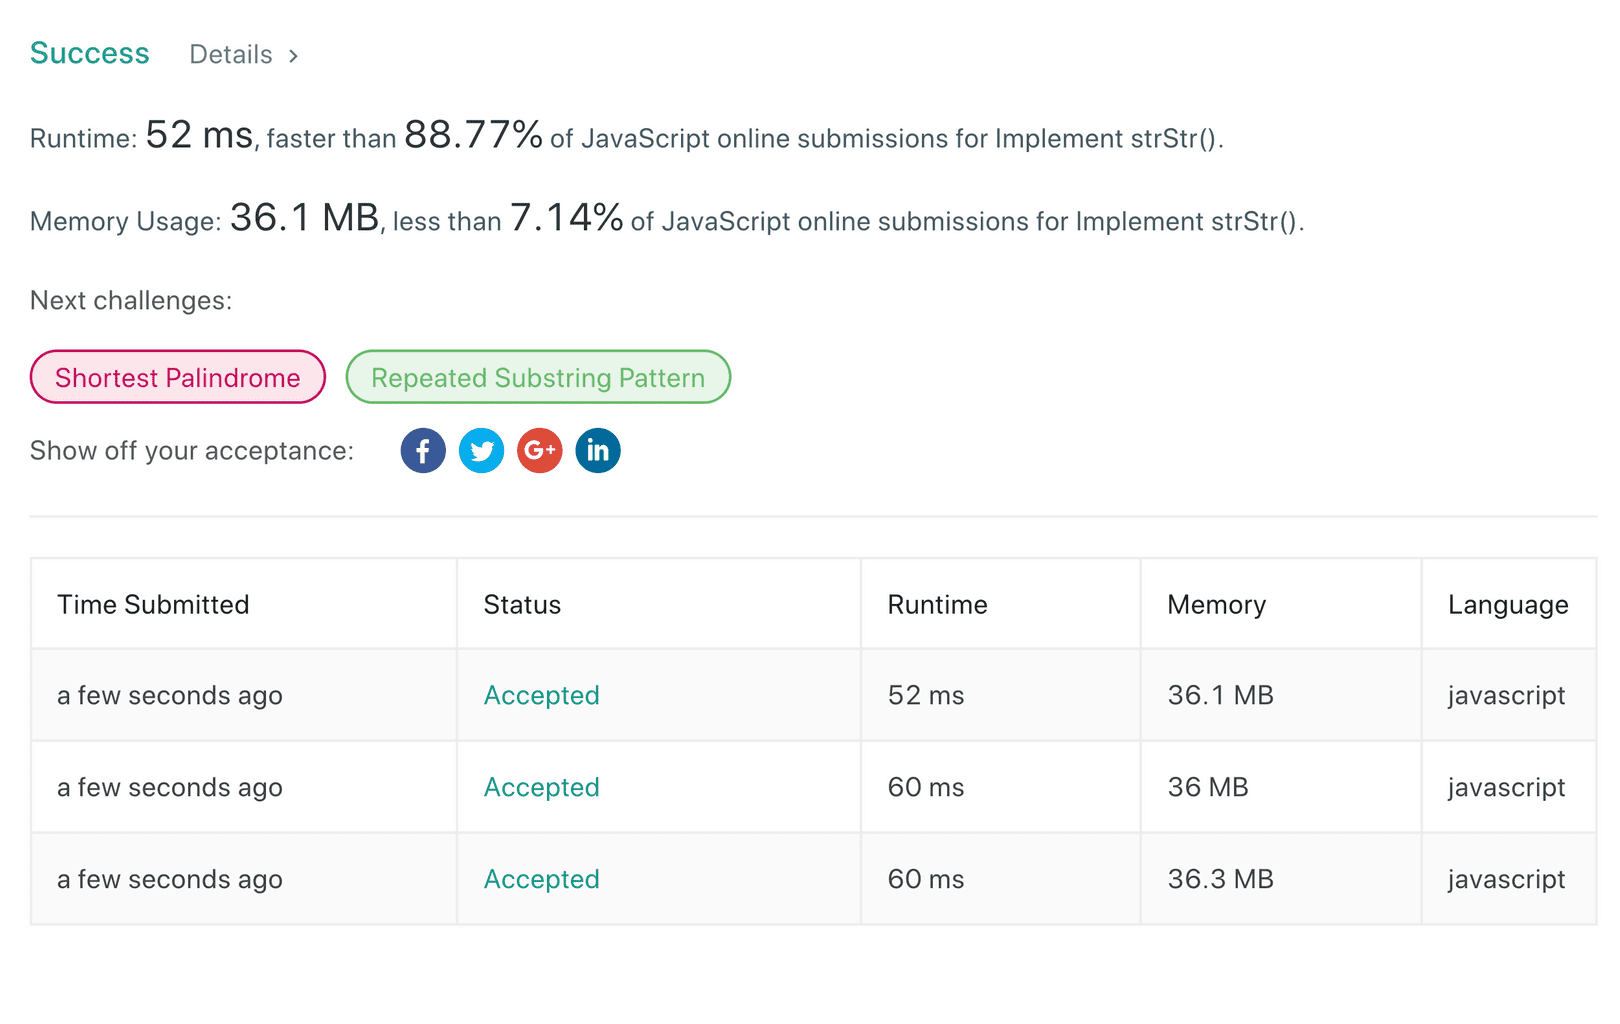 Success Details >
Runtime: 52 ms, faster than 88.77% of JavaScript online submissions for Implement strStr().
Memory Usage: 36.1 MB, less than 7.14% of JavaScript online submissions for Implement strStr().
Next challenges:
Shortest Palindrome Repeated Substring Pattern
Show off your acceptance: f G+ in
Time Submitted Status Runtime Memory Language
a few seconds ago Accepted 52 ms 36.1 MB javascript
a few seconds ago Accepted 60 ms 36 MB javascript
a few seconds ago Accepted 60 ms 36.3 MB javascript